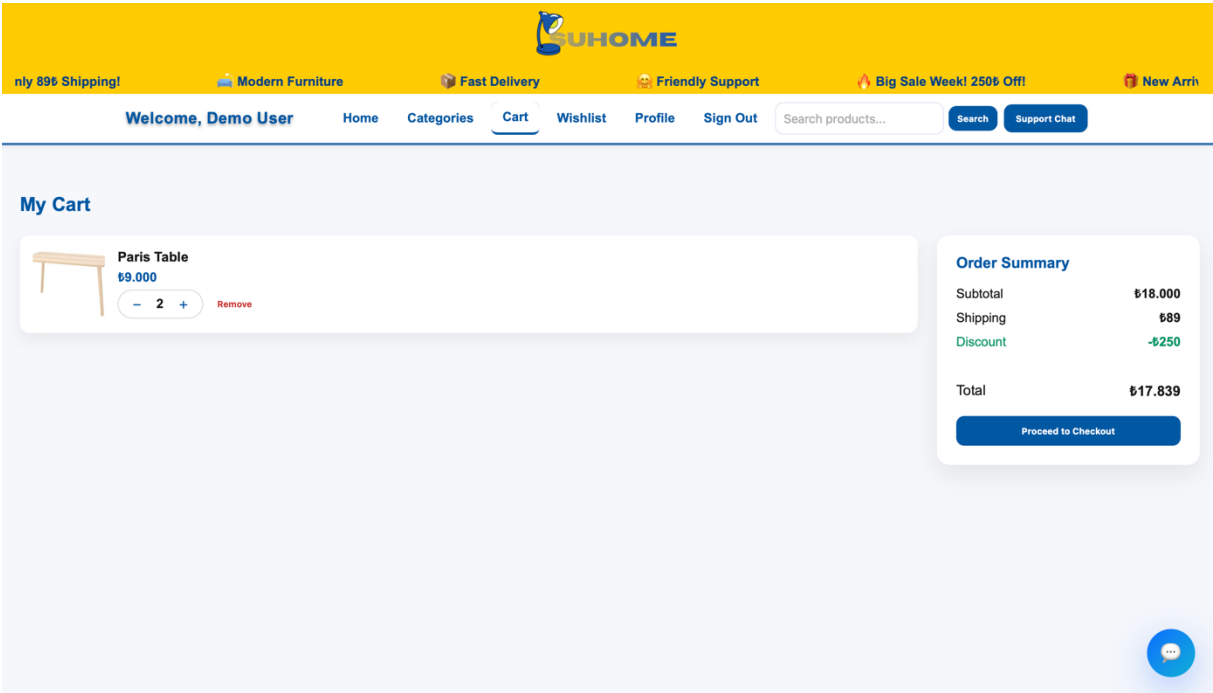 SUHOME
nly 89₺ Shipping! 🛋️ Modern Furniture 📦 Fast Delivery 🤗 Friendly Support 🔥 Big Sale Week! 250₺ Off! 🎁 New Arriv
Welcome, Demo User Home Categories Cart Wishlist Profile Sign Out Search products... Search Support Chat
My Cart
Paris Table
₺9.000
− 2 + Remove
Order Summary
Subtotal ₺18.000
Shipping ₺89
Discount -₺250
Total ₺17.839
Proceed to Checkout